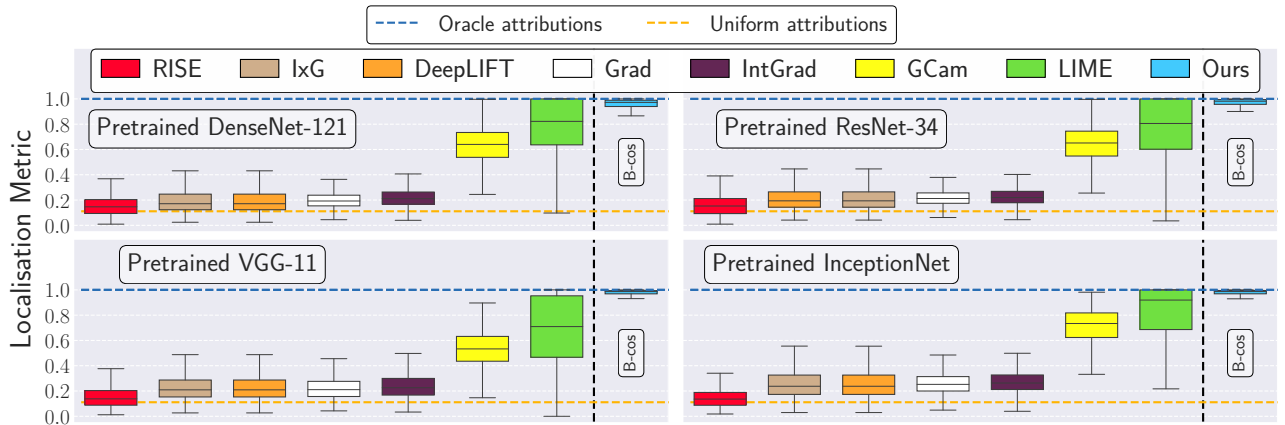 Oracle attributions Uniform attributions
RISE IxG DeepLIFT Grad IntGrad GCam LIME Ours
Localisation Metric
1.0
0.8
0.6
0.4
0.2
0.0
Pretrained DenseNet-121
B-cos
Pretrained ResNet-34
B-cos
1.0
0.8
0.6
0.4
0.2
0.0
Pretrained VGG-11
B-cos
Pretrained InceptionNet
B-cos